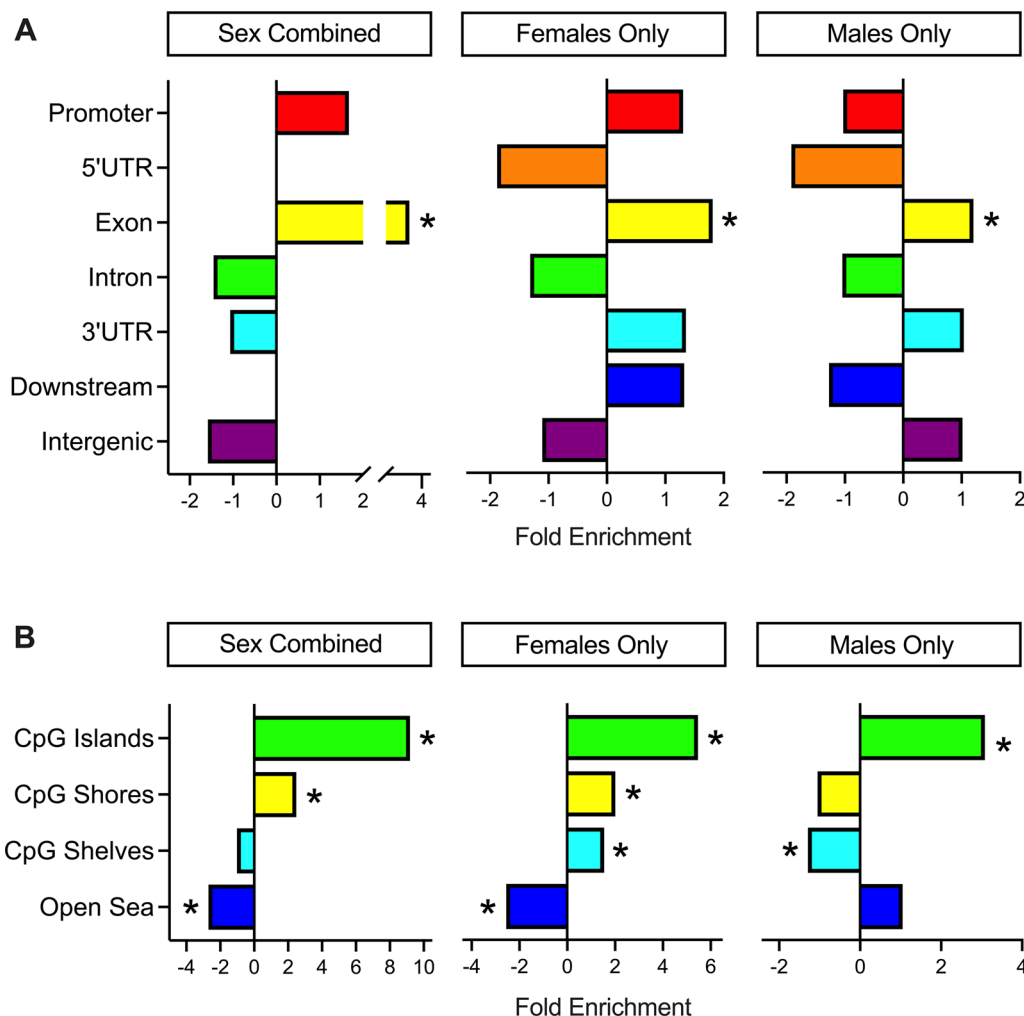 A
Sex Combined Females Only Males Only
Promoter
5'UTR
Exon * * *
Intron
3'UTR
Downstream
Intergenic
-2 -1 0 1 2 4 -2 -1 0 1 2 -2 -1 0 1 2
Fold Enrichment
B
Sex Combined Females Only Males Only
CpG Islands * * *
CpG Shores * *
CpG Shelves * *
Open Sea * *
-4 -2 0 2 4 6 8 10 -4 -2 0 2 4 6 -2 0 2 4
Fold Enrichment